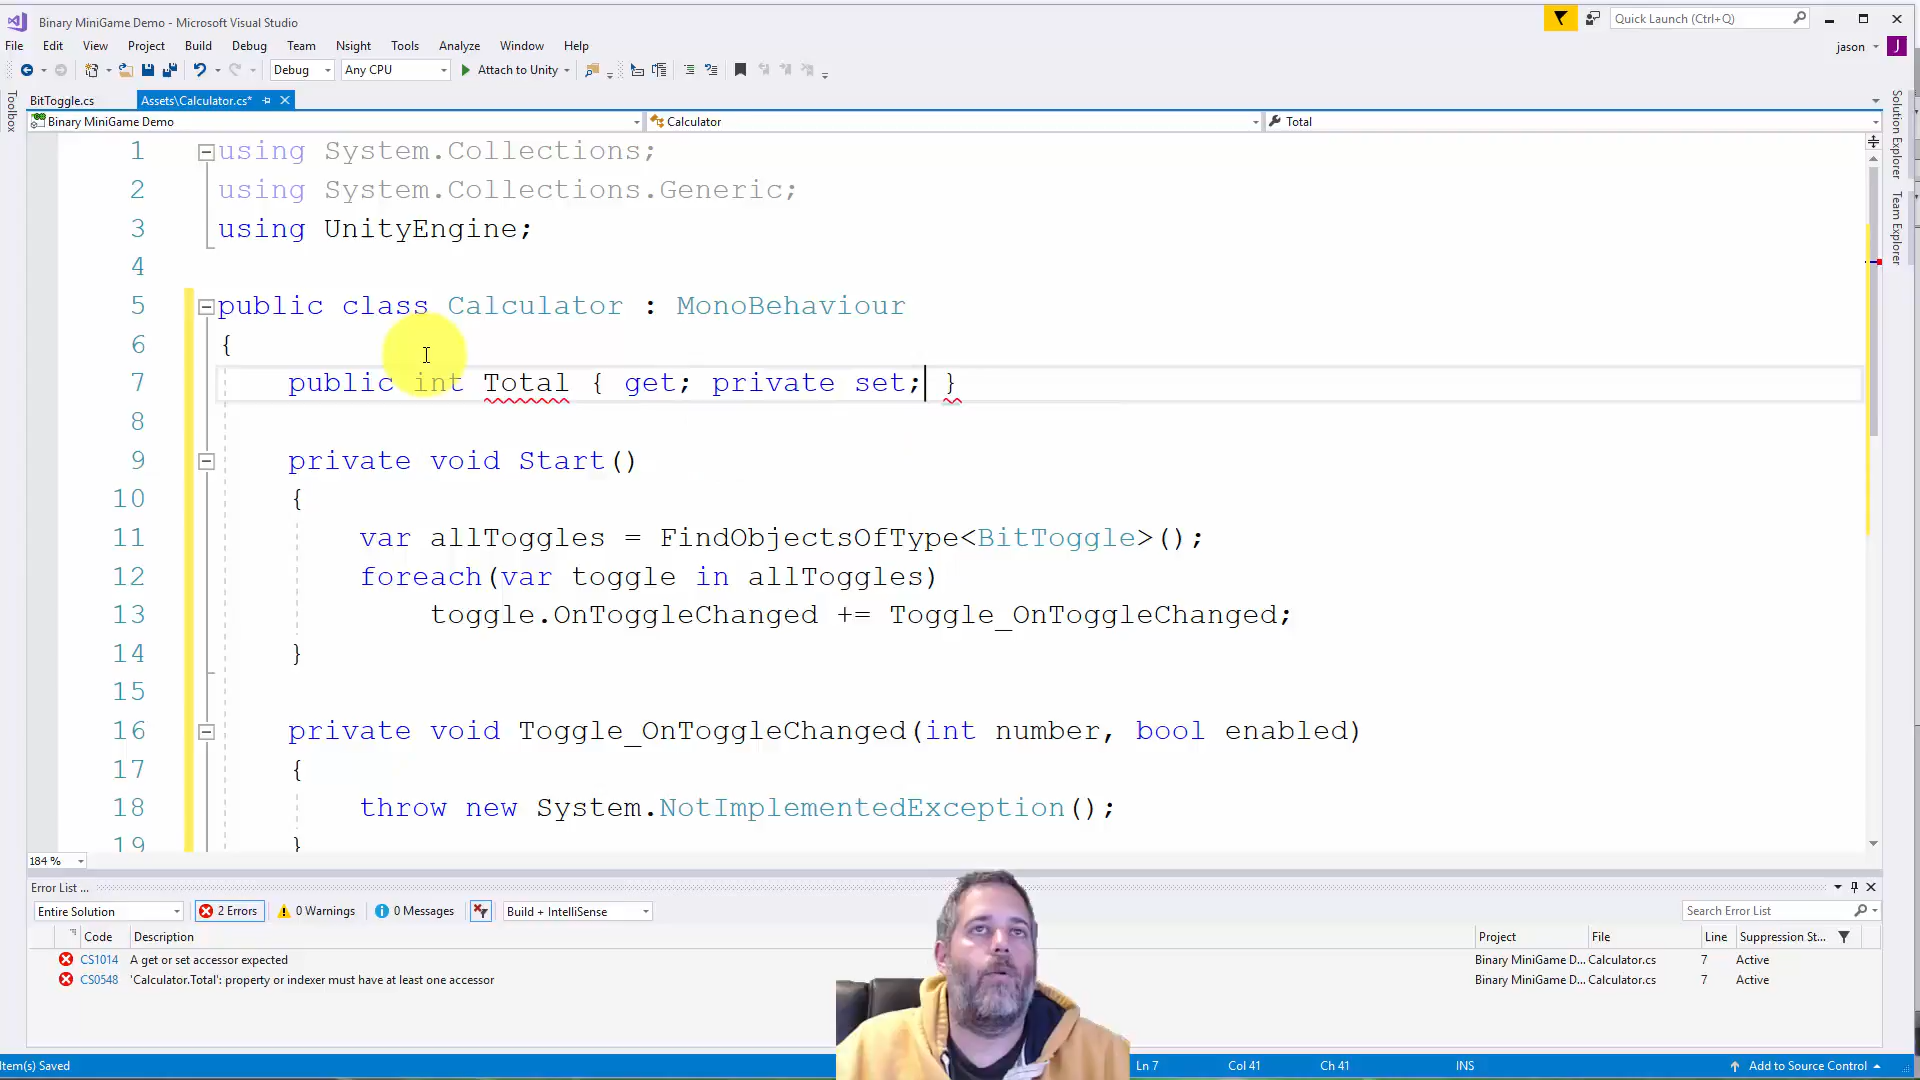 Binary MiniGame Demo - Microsoft Visual Studio
Quick Launch (Ctrl+Q)
File Edit View Project Build Debug Team Nsight Tools Analyze Window Help
jason J
Debug Any CPU Attach to Unity
Toolbox
BitToggle.cs Assets\Calculator.cs*
Binary MiniGame Demo Calculator Total
Solution Explorer
Team Explorer
1 using System.Collections;
2 using System.Collections.Generic;
3 using UnityEngine;
4
5 public class Calculator : MonoBehaviour
6 {
7 public int Total { get; private set; }
8
9 private void Start()
10 {
11 var allToggles = FindObjectsOfType<BitToggle>();
12 foreach(var toggle in allToggles)
13 toggle.OnToggleChanged += Toggle_OnToggleChanged;
14 }
15
16 private void Toggle_OnToggleChanged(int number, bool enabled)
17 {
18 throw new System.NotImplementedException();
19 }
184 %
Error List ...
Entire Solution 2 Errors 0 Warnings 0 Messages Build + IntelliSense Search Error List
Code Description Project File Line Suppression St...
CS1014 A get or set accessor expected Binary MiniGame D... Calculator.cs 7 Active
CS0548 'Calculator.Total': property or indexer must have at least one accessor Binary MiniGame D... Calculator.cs 7 Active
Item(s) Saved Ln 7 Col 41 Ch 41 INS Add to Source Control